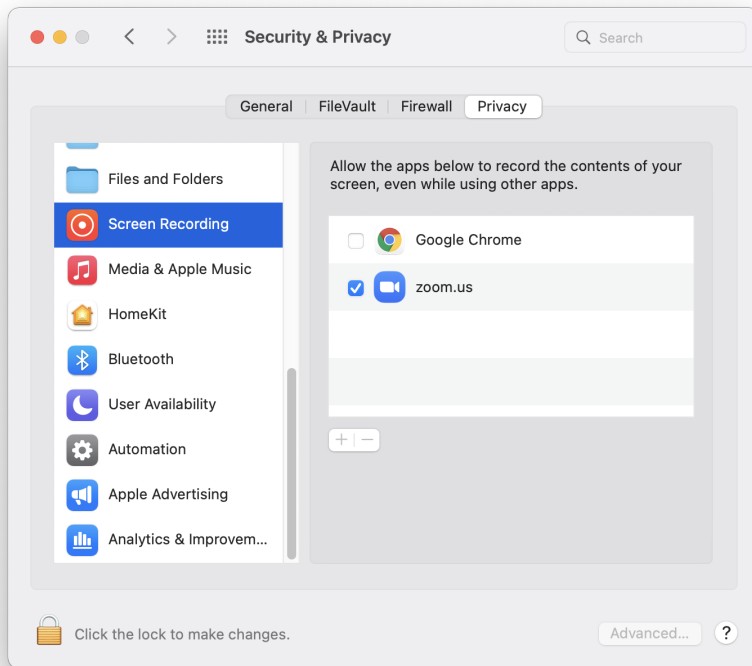 Security & Privacy
Search
General
FileVault
Firewall
Privacy
Files and Folders
Screen Recording
Media & Apple Music
HomeKit
Bluetooth
User Availability
Automation
Apple Advertising
Analytics & Improvem...
Allow the apps below to record the contents of your
screen, even while using other apps.
Google Chrome
zoom.us
Click the lock to make changes.
Advanced...
?